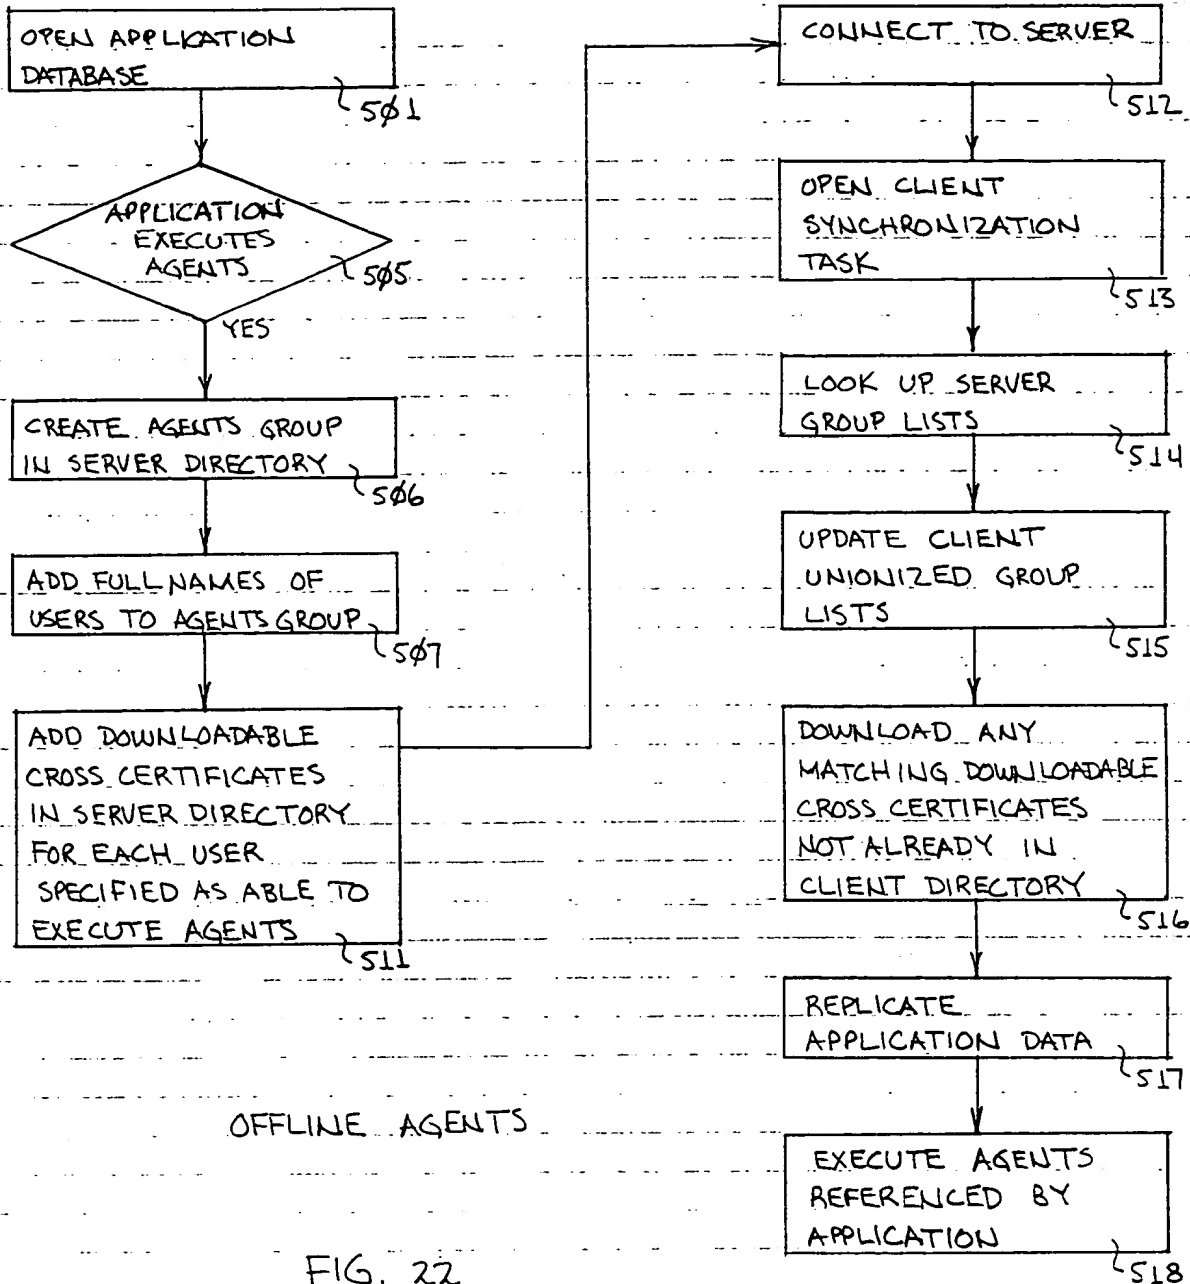 OPEN APPLICATION
DATABASE
5φ1
APPLICATION
EXECUTES
AGENTS
5φ5
YES
CREATE AGENTS GROUP
IN SERVER DIRECTORY
5φ6
ADD FULL NAMES OF
USERS TO AGENTS GROUP
5φ7
ADD DOWNLOADABLE
CROSS CERTIFICATES
IN SERVER DIRECTORY
FOR EACH USER
SPECIFIED AS ABLE TO
EXECUTE AGENTS
511
CONNECT TO SERVER
512
OPEN CLIENT
SYNCHRONIZATION
TASK
513
LOOK UP SERVER
GROUP LISTS
514
UPDATE CLIENT
UNIONIZED GROUP
LISTS
515
DOWNLOAD ANY
MATCHING DOWNLOADABLE
CROSS CERTIFICATES
NOT ALREADY IN
CLIENT DIRECTORY
516
REPLICATE
APPLICATION DATA
517
EXECUTE AGENTS
REFERENCED BY
APPLICATION
518
OFFLINE AGENTS
FIG. 22